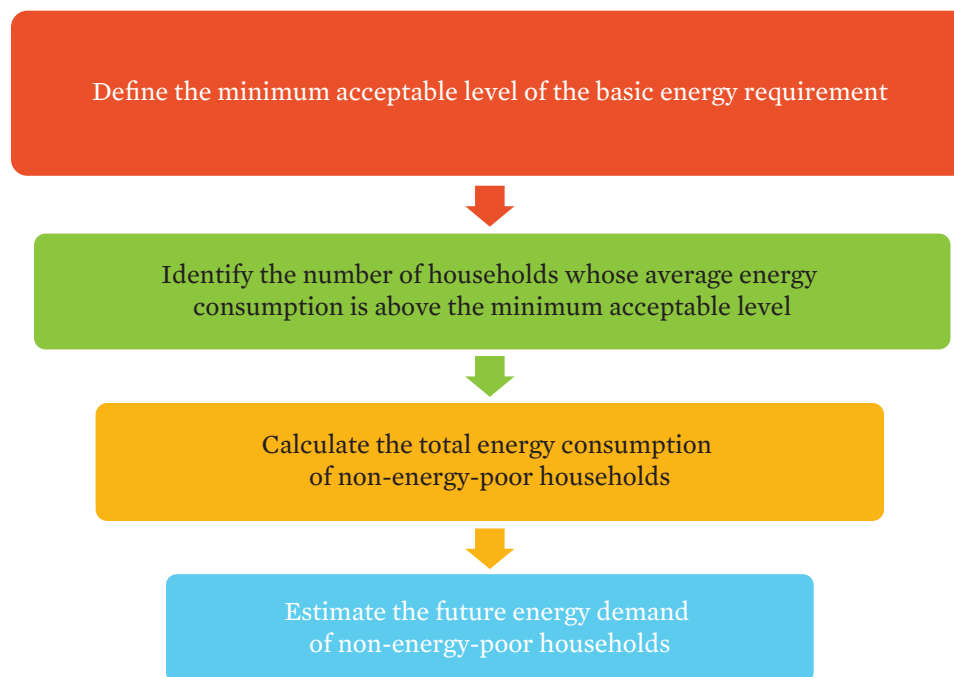 Define the minimum acceptable level of the basic energy requirement
Identify the number of households whose average energy
consumption is above the minimum acceptable level
Calculate the total energy consumption
of non-energy-poor households
Estimate the future energy demand
of non-energy-poor households